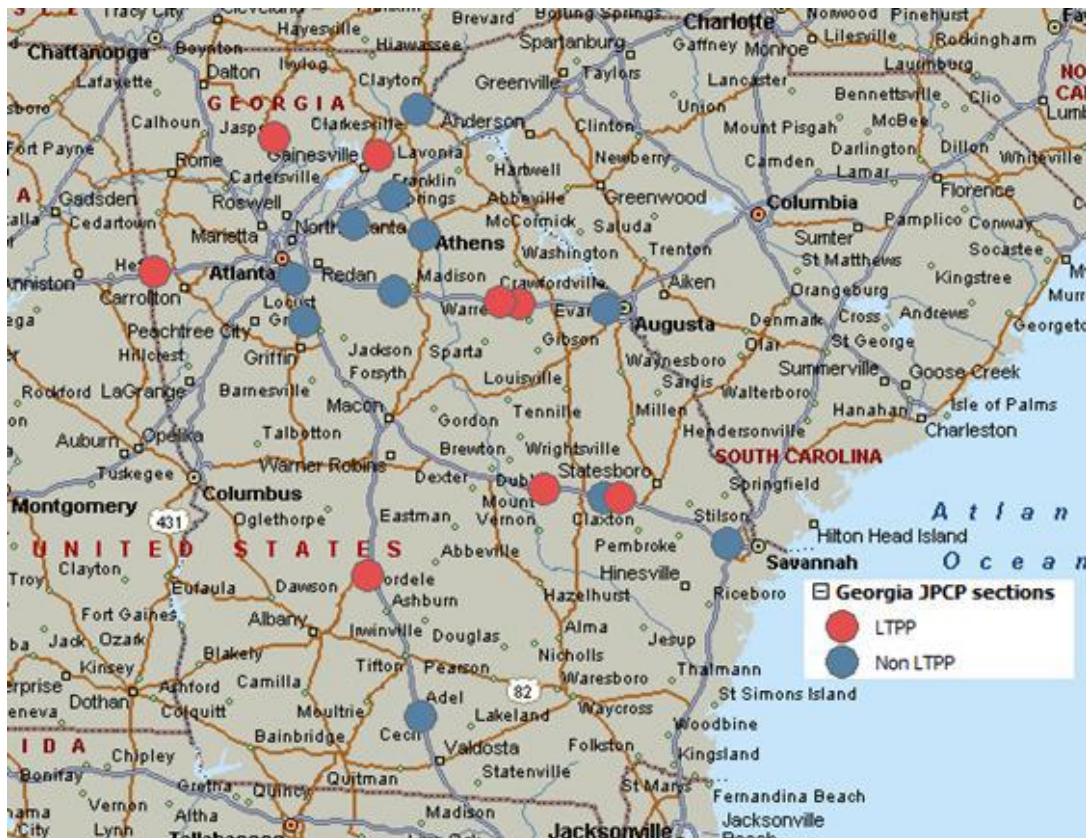 Tracy City
Cleveland
Hayesville
Brevard
Boiling Springs
Charlotte
Norwood
Pinehurst
Chattanooga
Boynton
Hiawassee
Spartanburg
Gaffney
Monroe
Lilesville
Rockingham
Lafayette
Dalton
Clayton
Greenville
Taylors
Lancaster
Laurinburg
GEORGIA
Union
Bennettsville
Clio
Calhoun
Clarkesville
Anderson
Clinton
Mount Pisgah
McBee
Fort Payne
Gainesville
Lavonia
Newberry
Camden
Darlington
Dillon
Whiteville
Rome
Cartersville
Franklin
Springs
Hartwell
Abbeville
Greenwood
Lamar
Florence
Gadsden
Cedartown
Roswell
McCormick
Saluda
Columbia
Pamplico
Conway
Marietta
Athens
Washington
Trenton
Sumter
Socastee
Atlanta
Redan
Madison
Crawfordville
St Matthews
Kingstree
Anniston
Carrollton
Locust
Aiken
Orangeburg
Peachtree City
Augusta
Denmark
Cross
Andrews
Georgeto
Hillcrest
Griffin
Jackson
Sparta
Gibson
Waynesboro
Olar
St George
Rockford
LaGrange
Barnesville
Forsyth
Louisville
Sardis
Walterboro
Summerville
Goose Creek
Macon
Gordon
Tennille
Millen
Hanahan
Isle of Palms
Auburn
Opelika
Talbotton
Brewton
Wrightsville
Hendersonville
Charleston
Tuskegee
Warner Robins
Dexter
Statesboro
SOUTH CAROLINA
Montgomery
Columbus
Mount
Vernon
Claxton
Springfield
431
Oglethorpe
Eastman
Stilson
Atlan
UNITED STATES
Abbeville
Pembroke
Hilton Head Island
Savannah
Ocean
Troy
Clayton
Eufaula
Dawson
Ashburn
Hazelhurst
Hinesville
Riceboro
Georgia JPCP sections
Fort Gaines
Albany
Irwinville
Douglas
Alma
Jesup
LTPP
Jack
Ozark
Blakely
Tifton
Pearson
Nicholls
Thalmann
Non LTPP
Kinsey
Ashford
Camilla
Adel
82
Waresboro
St Simons Island
Dothan
Colquitt
Moultrie
Lakeland
Waycross
Woodbine
Bainbridge
Valdosta
Folkston
Kingsland
Chipley
Quitman
Statenville
St Marys
Bonifay
Gretna
Quincy
Fernandina Beach
Vernon
Altha
Madison
Jacksonville
Lynn
Jacksonville